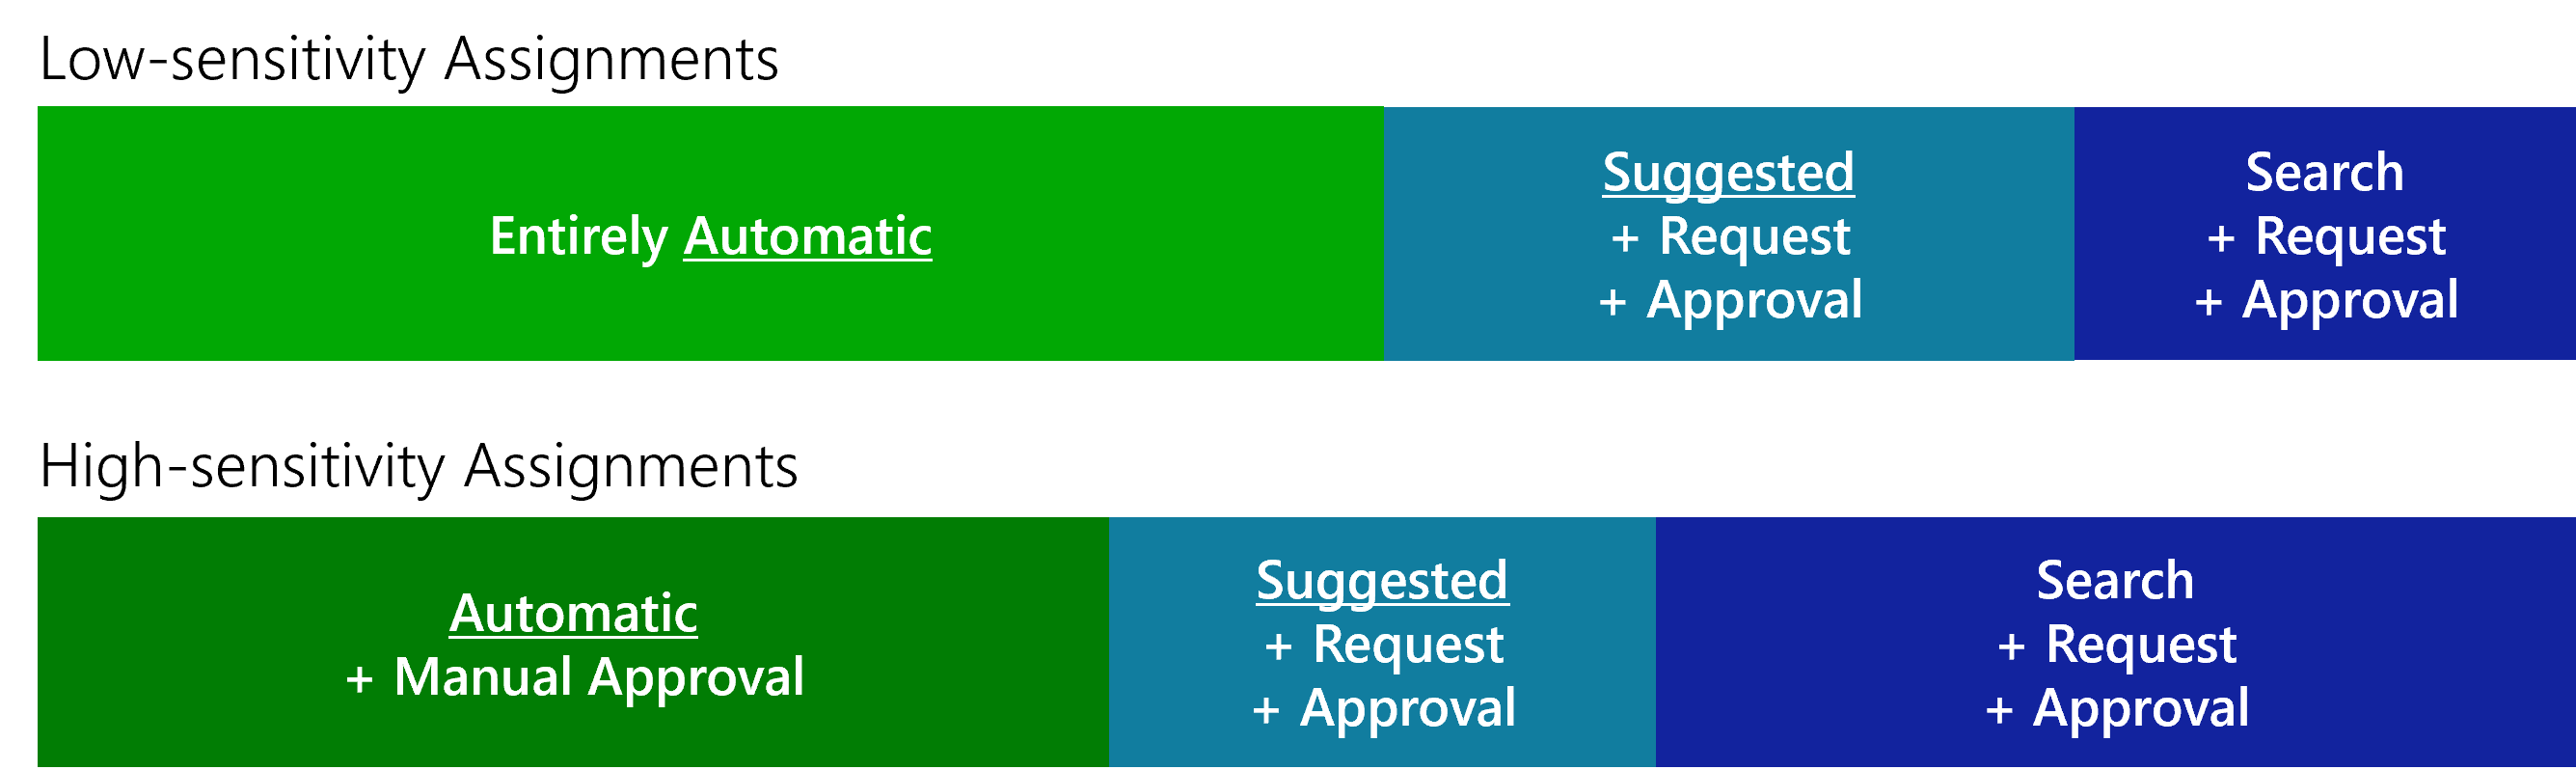 Low-sensitivity Assignments
Entirely Automatic
Suggested
+ Request
+ Approval
Search
+ Request
+ Approval
High-sensitivity Assignments
Automatic
+ Manual Approval
Suggested
+ Request
+ Approval
Search
+ Request
+ Approval